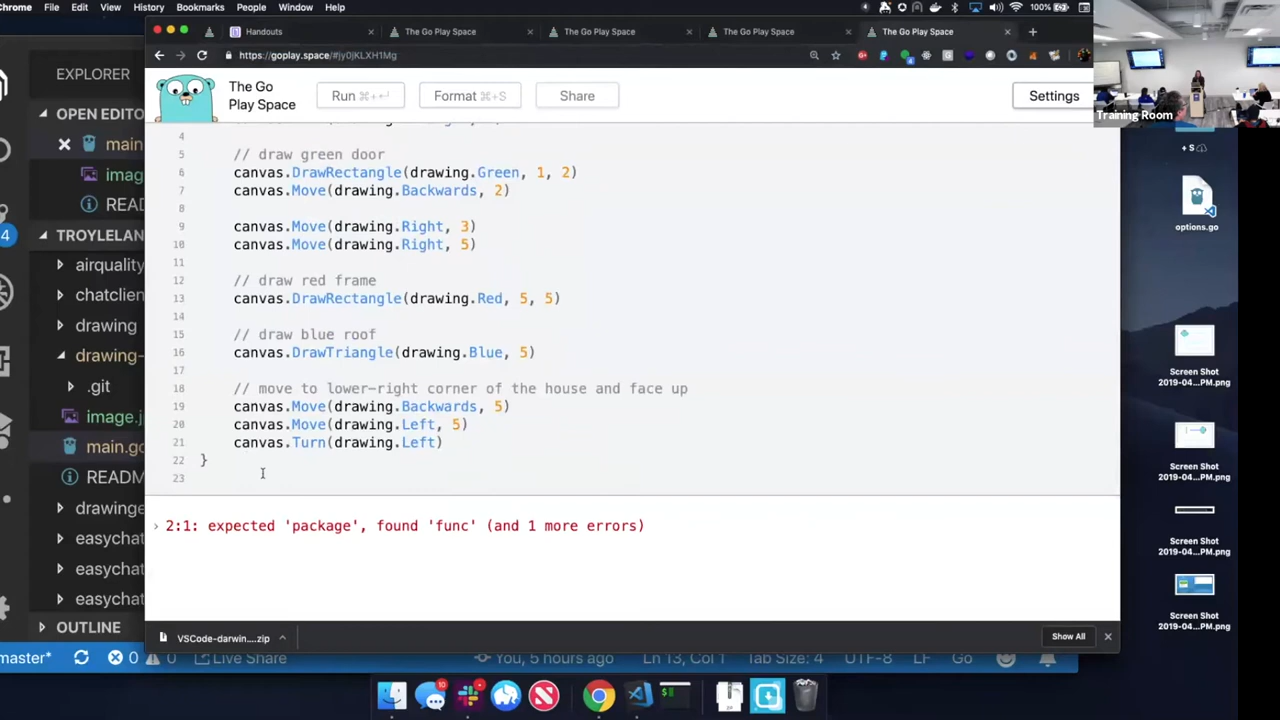 Chrome File Edit View History Bookmarks People Window Help 100%
Handouts The Go Play Space The Go Play Space The Go Play Space The Go Play Space
https://goplay.space/#jy0jKLXH1Mg
The Go
Play Space
Run ⌘+↵
Format ⌘+S
Share
Settings
Training Room
EXPLORER
OPEN EDITO
main
imag
READ
TROYLELAN
airquality
chatclien
drawing
drawing-
.git
image.j
main.go
READM
drawinge
easychat
easychat
easychat
OUTLINE
4
4
5 // draw green door
6 canvas.DrawRectangle(drawing.Green, 1, 2)
7 canvas.Move(drawing.Backwards, 2)
8
9 canvas.Move(drawing.Right, 3)
10 canvas.Move(drawing.Right, 5)
11
12 // draw red frame
13 canvas.DrawRectangle(drawing.Red, 5, 5)
14
15 // draw blue roof
16 canvas.DrawTriangle(drawing.Blue, 5)
17
18 // move to lower-right corner of the house and face up
19 canvas.Move(drawing.Backwards, 5)
20 canvas.Move(drawing.Left, 5)
21 canvas.Turn(drawing.Left)
22 }
23
› 2:1: expected 'package', found 'func' (and 1 more errors)
VSCode-darwin....zip
Show All
master* 0 0 Live Share You, 5 hours ago Ln 13, Col 1 Tab Size: 4 UTF-8 LF Go
+ S
options.go
Screen Shot
2019-04...PM.png
Screen Shot
2019-04...PM.png
Screen Shot
2019-04...PM.png
Screen Shot
2019-04...PM.png
10